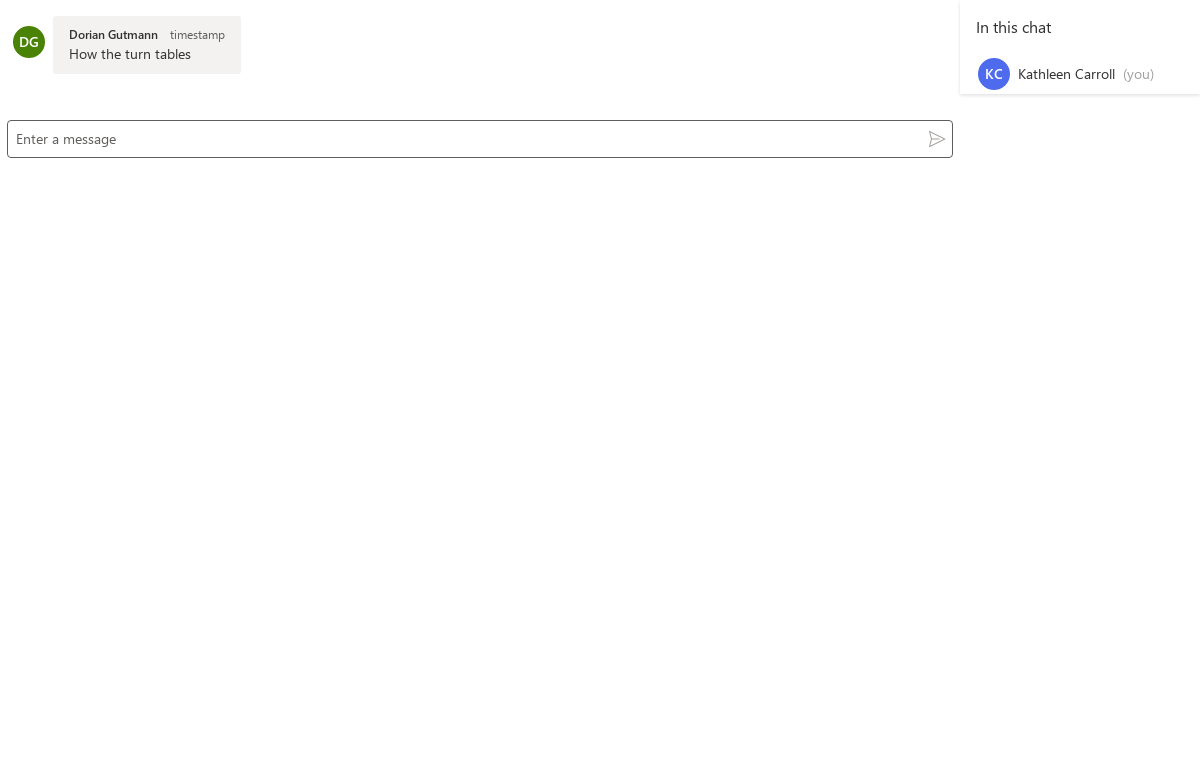 DG
Dorian Gutmann timestamp
How the turn tables
Enter a message
In this chat
KC Kathleen Carroll (you)